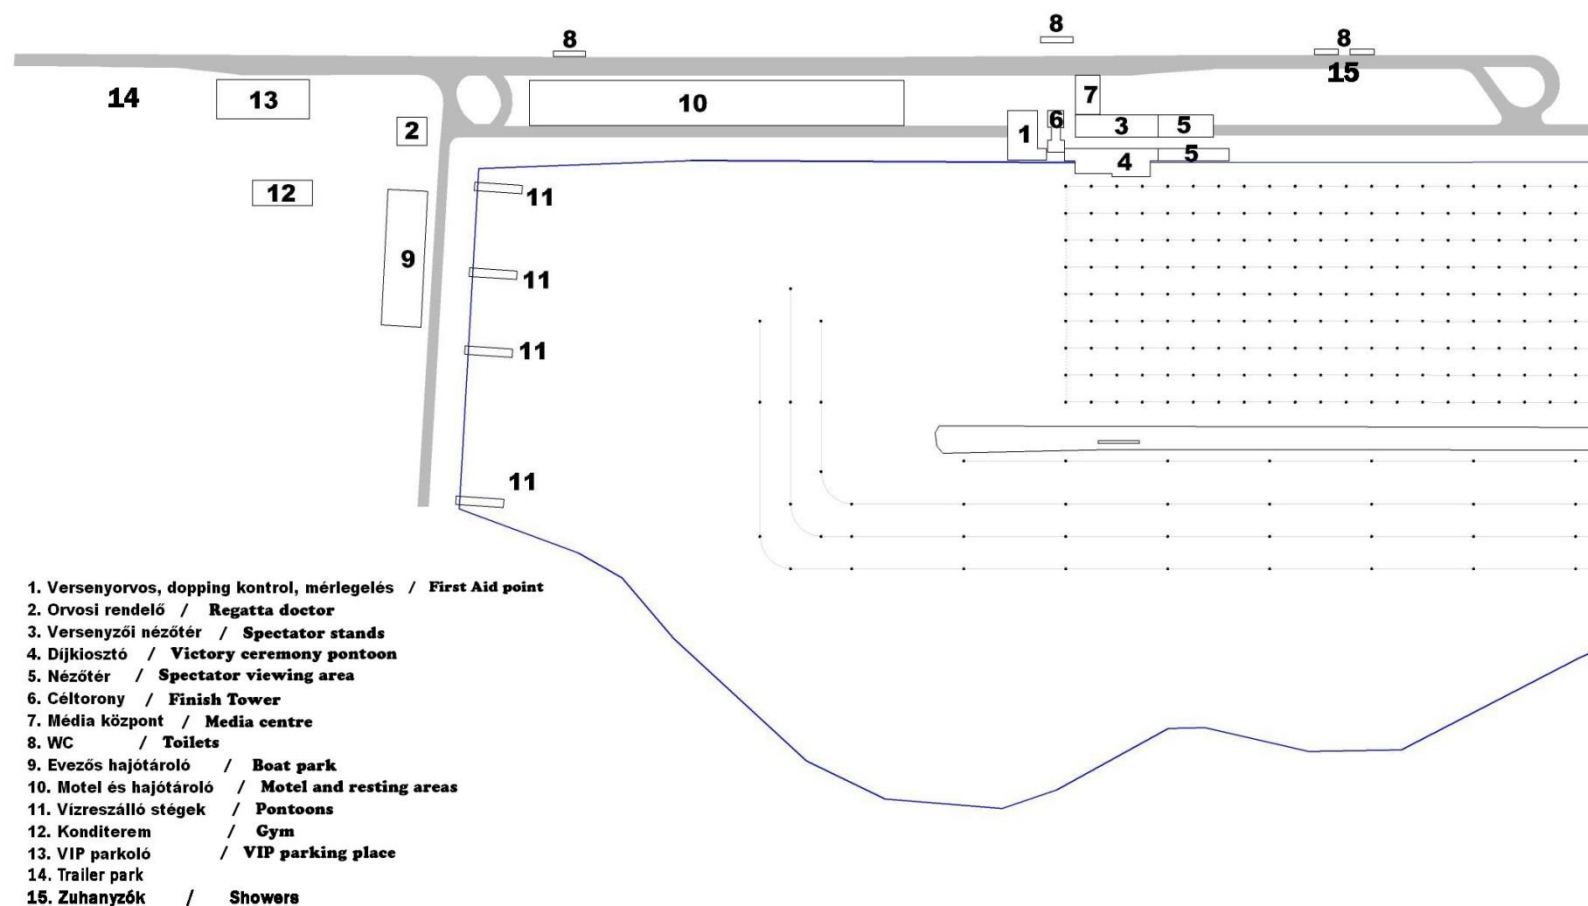 8
8
8
14
13
10
7
15
2
1
6
3
5
4
5
12
11
9
11
11
11
1. Versenyorvos, dopping kontrol, mérlegelés / First Aid point
2. Orvosi rendelő / Regatta doctor
3. Versenyzői nézőtér / Spectator stands
4. Díjkiosztó / Victory ceremony pontoon
5. Nézőtér / Spectator viewing area
6. Céltorony / Finish Tower
7. Média központ / Media centre
8. WC / Toilets
9. Evezős hajótároló / Boat park
10. Motel és hajótároló / Motel and resting areas
11. Vízreszálló stégek / Pontoons
12. Konditerem / Gym
13. VIP parkoló / VIP parking place
14. Trailer park
15. Zuhanyzók / Showers